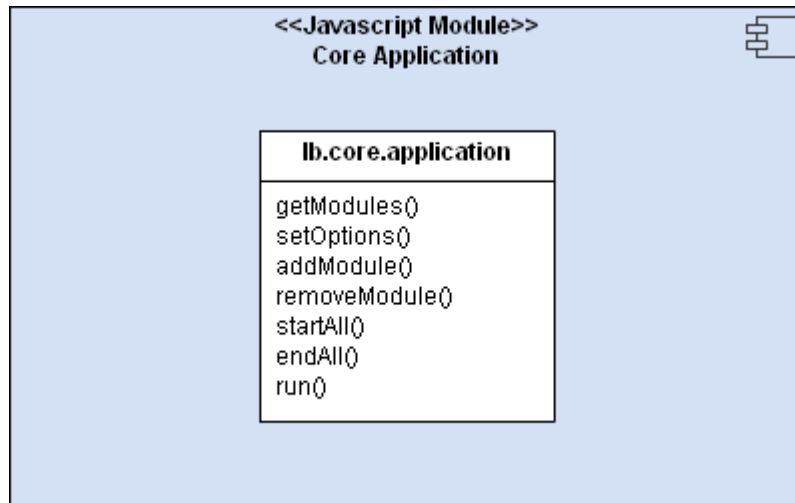 <<Javascript Module>>
Core Application
lb.core.application
getModules()
setOptions()
addModule()
removeModule()
startAll()
endAll()
run()